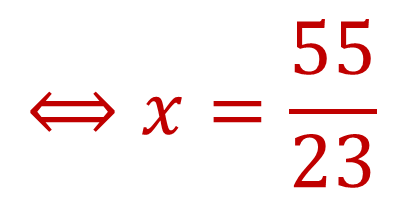 ⟺ x = 55/23